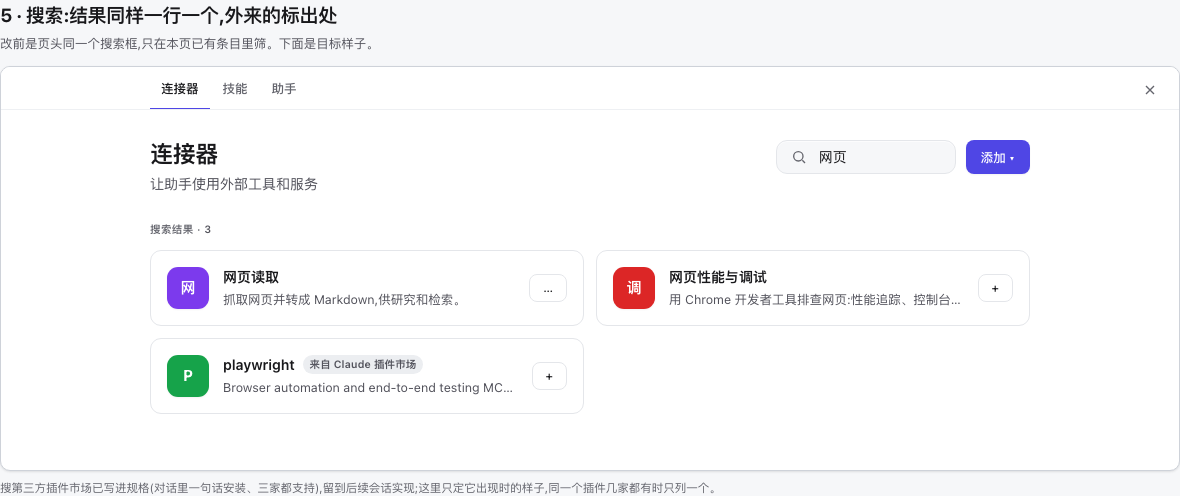 5 · 搜索:结果同样一行一个,外来的标出处
改前是页头同一个搜索框,只在本页已有条目里筛。下面是目标样子。
连接器 技能 助手 ×
连接器
网页
添加 ▾
让助手使用外部工具和服务
搜索结果 · 3
网
网页读取
抓取网页并转成 Markdown,供研究和检索。
...
调
网页性能与调试
用 Chrome 开发者工具排查网页:性能追踪、控制台...
+
P
playwright 来自 Claude 插件市场
Browser automation and end-to-end testing MC...
+
搜第三方插件市场已写进规格(对话里一句话安装、三家都支持),留到后续会话实现;这里只定它出现时的样子,同一个插件几家都有时只列一个。